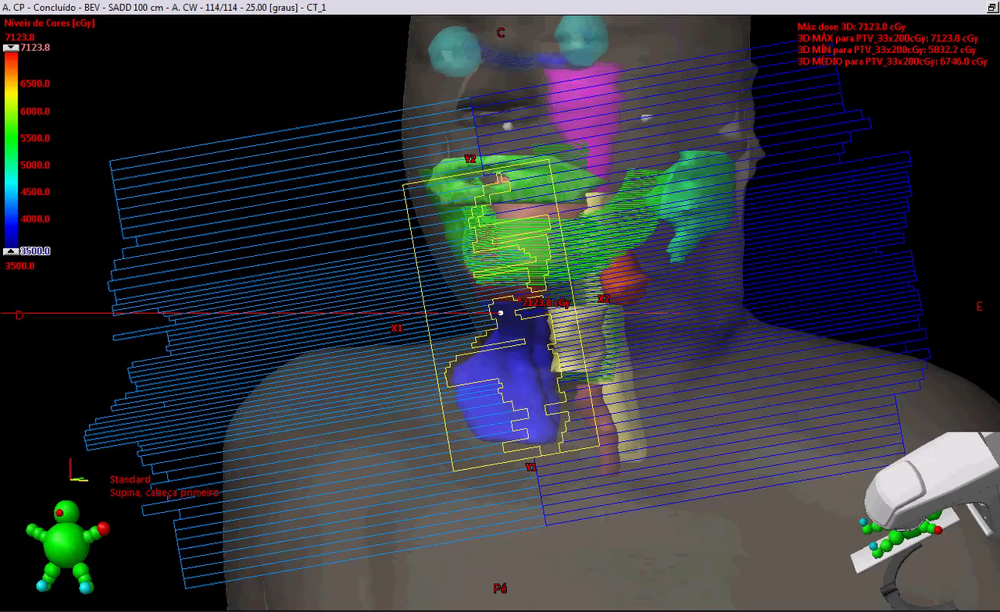 A. CP - Concluído - BEV - SADD 100 cm - A. CW - 114/114 - 25.00 [graus] - CT_1
Níveis de Cores [cGy]
7123.8
7123.8
6500.0
6000.0
5500.0
5000.0
4500.0
4000.0
3500.0
3500.0
C
Máx dose 3D: 7123.8 cGy
3D MÁX para PTV_33x200cGy: 7123.8 cGy
3D MÍN para PTV_33x200cGy: 5832.2 cGy
3D MÉDIO para PTV_33x200cGy: 6746.0 cGy
Y2
X2
7123.8 cGy
D
E
X1
Y1
Standard
Supina, cabeça primeiro
Pé